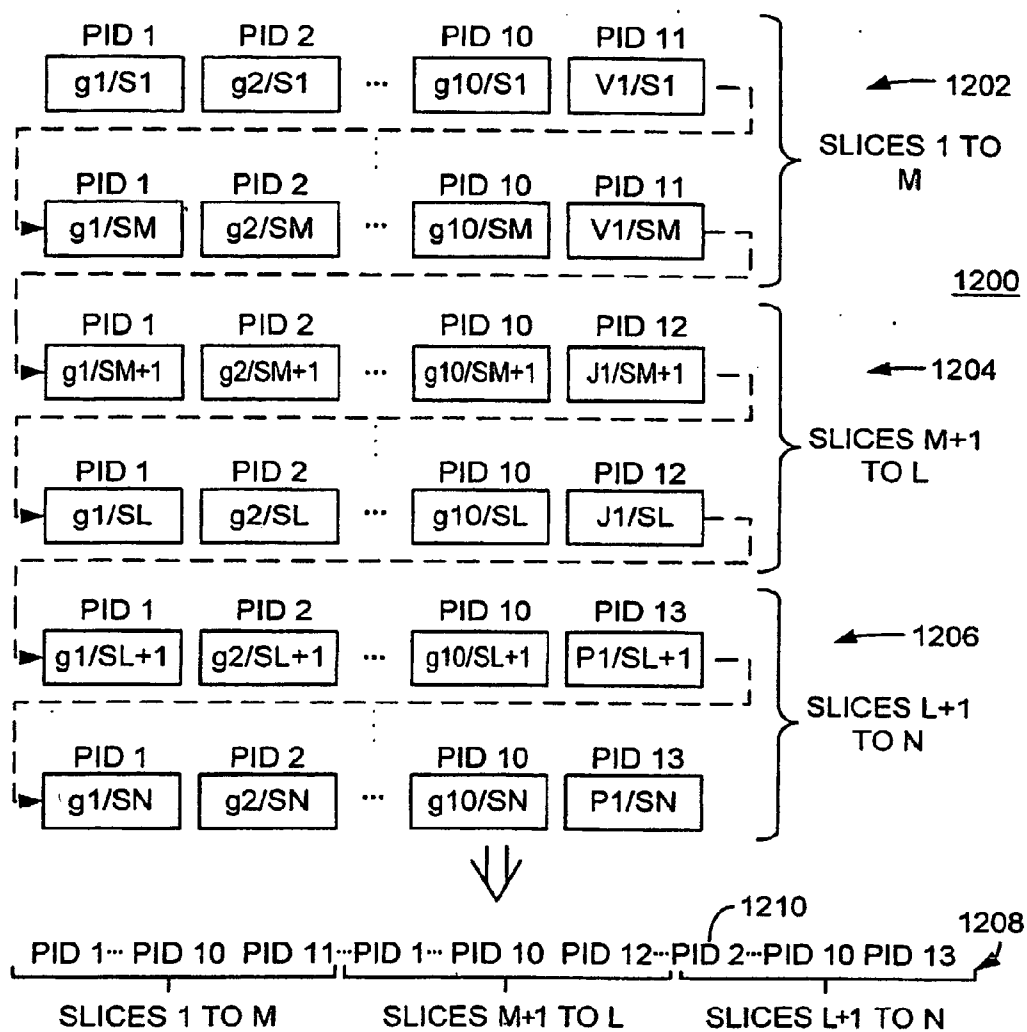 PID 1 PID 2 PID 10 PID 11
g1/S1 g2/S1 ... g10/S1 V1/S1
1202
SLICES 1 TO
M
PID 1 PID 2 PID 10 PID 11
g1/SM g2/SM ... g10/SM V1/SM
1200
PID 1 PID 2 PID 10 PID 12
g1/SM+1 g2/SM+1 ... g10/SM+1 J1/SM+1
1204
SLICES M+1
TO L
PID 1 PID 2 PID 10 PID 12
g1/SL g2/SL ... g10/SL J1/SL
PID 1 PID 2 PID 10 PID 13
g1/SL+1 g2/SL+1 ... g10/SL+1 P1/SL+1
1206
SLICES L+1
TO N
PID 1 PID 2 PID 10 PID 13
g1/SN g2/SN ... g10/SN P1/SN
1210
1208
PID 1... PID 10 PID 11...PID 1... PID 10 PID 12...PID 2...PID 10 PID 13
SLICES 1 TO M SLICES M+1 TO L SLICES L+1 TO N